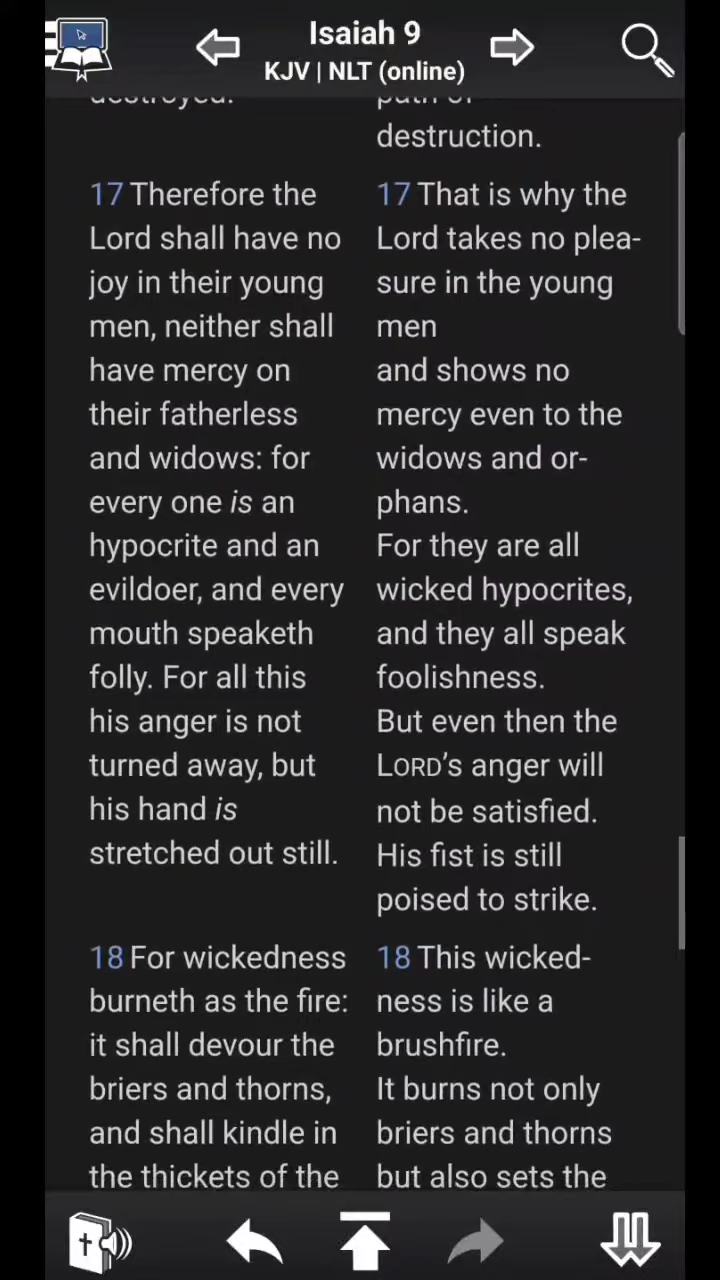 Isaiah 9
KJV | NLT (online)
destroyed.
17 Therefore the
Lord shall have no
joy in their young
men, neither shall
have mercy on
their fatherless
and widows: for
every one is an
hypocrite and an
evildoer, and every
mouth speaketh
folly. For all this
his anger is not
turned away, but
his hand is
stretched out still.
18 For wickedness
burneth as the fire:
it shall devour the
briers and thorns,
and shall kindle in
the thickets of the
path of
destruction.
17 That is why the
Lord takes no plea-
sure in the young
men
and shows no
mercy even to the
widows and or-
phans.
For they are all
wicked hypocrites,
and they all speak
foolishness.
But even then the
LORD’s anger will
not be satisfied.
His fist is still
poised to strike.
18 This wicked-
ness is like a
brushfire.
It burns not only
briers and thorns
but also sets the